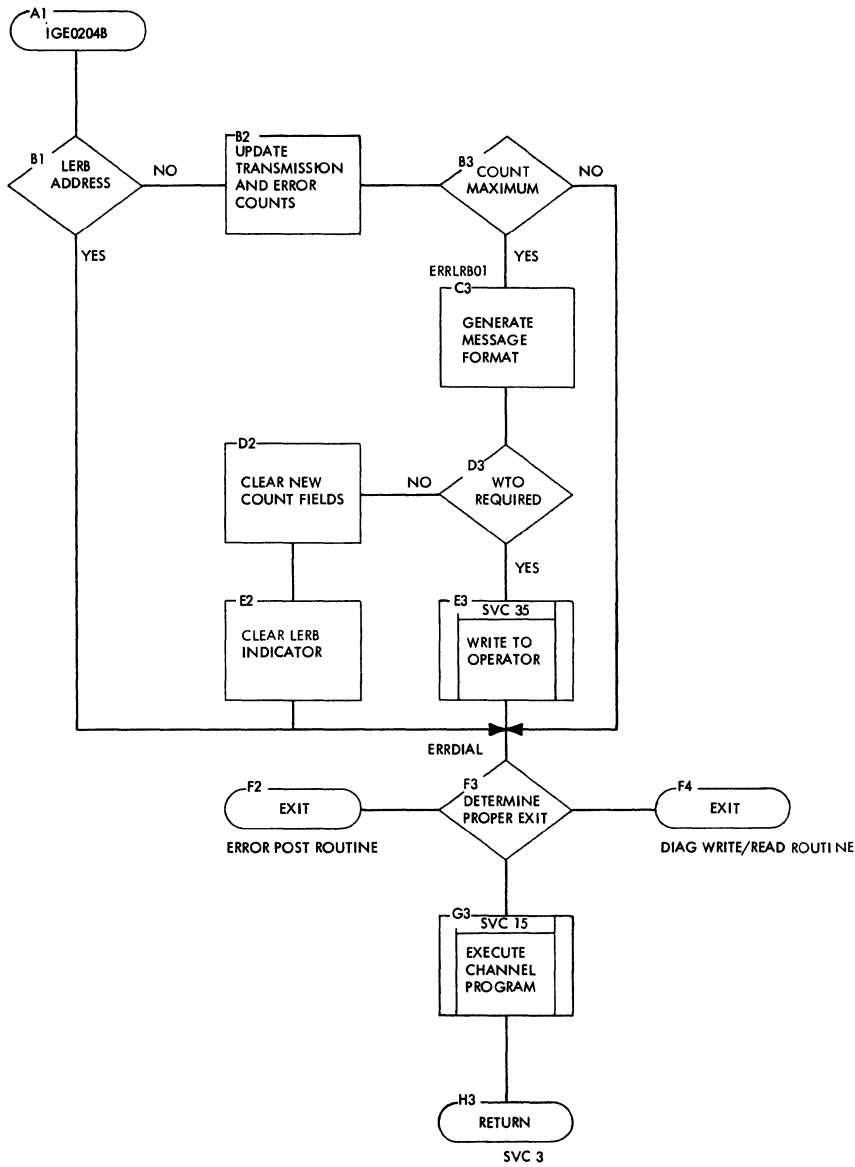 A1
IGE0204B
B1
LERB
ADDRESS
NO
YES
B2
UPDATE
TRANSMISSION
AND ERROR
COUNTS
B3
COUNT
MAXIMUM
NO
YES
ERRLRB01
C3
GENERATE
MESSAGE
FORMAT
D2
CLEAR NEW
COUNT FIELDS
NO
D3
WTO
REQUIRED
YES
E2
CLEAR LERB
INDICATOR
E3
SVC 35
WRITE TO
OPERATOR
ERRDIAL
F2
EXIT
ERROR POST ROUTINE
F3
DETERMINE
PROPER EXIT
F4
EXIT
DIAG WRITE/READ ROUTINE
G3
SVC 15
EXECUTE
CHANNEL
PROGRAM
H3
RETURN
SVC 3